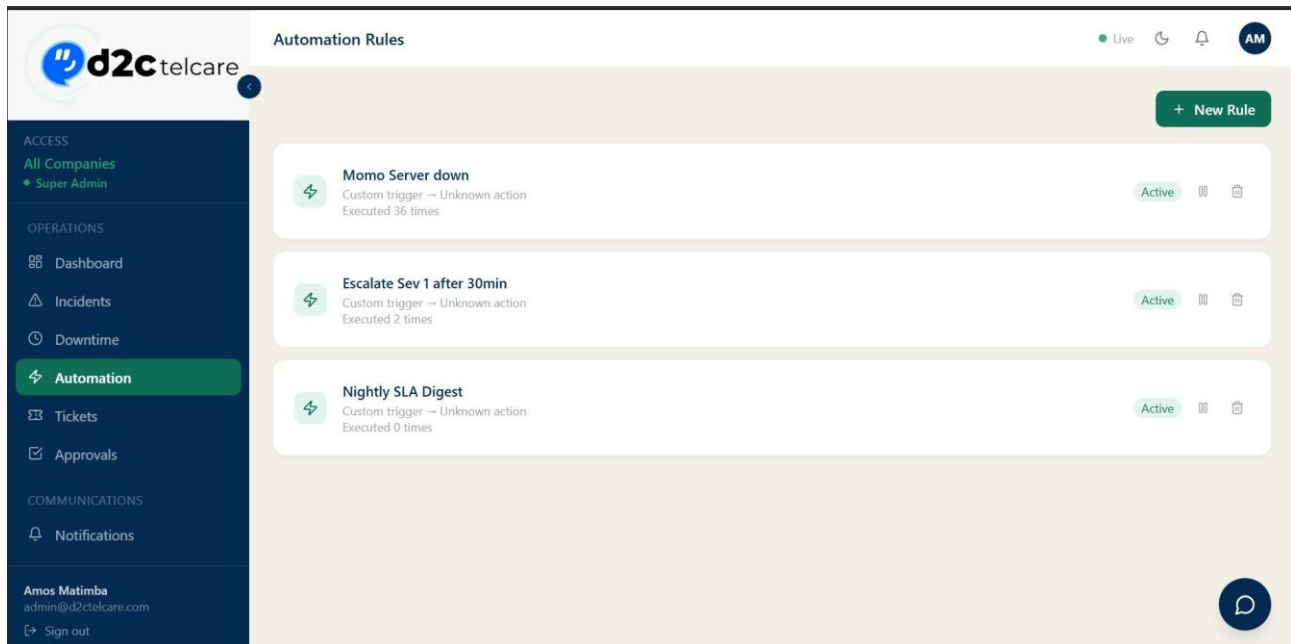 d2c telcare
ACCESS
All Companies
Super Admin
OPERATIONS
Dashboard
Incidents
Downtime
Automation
Tickets
Approvals
COMMUNICATIONS
Notifications
Amos Matimba
admin@d2ctelcare.com
Sign out
Automation Rules
Live
AM
+ New Rule
Momo Server down
Custom trigger → Unknown action
Executed 36 times
Active
Escalate Sev 1 after 30min
Custom trigger → Unknown action
Executed 2 times
Active
Nightly SLA Digest
Custom trigger → Unknown action
Executed 0 times
Active